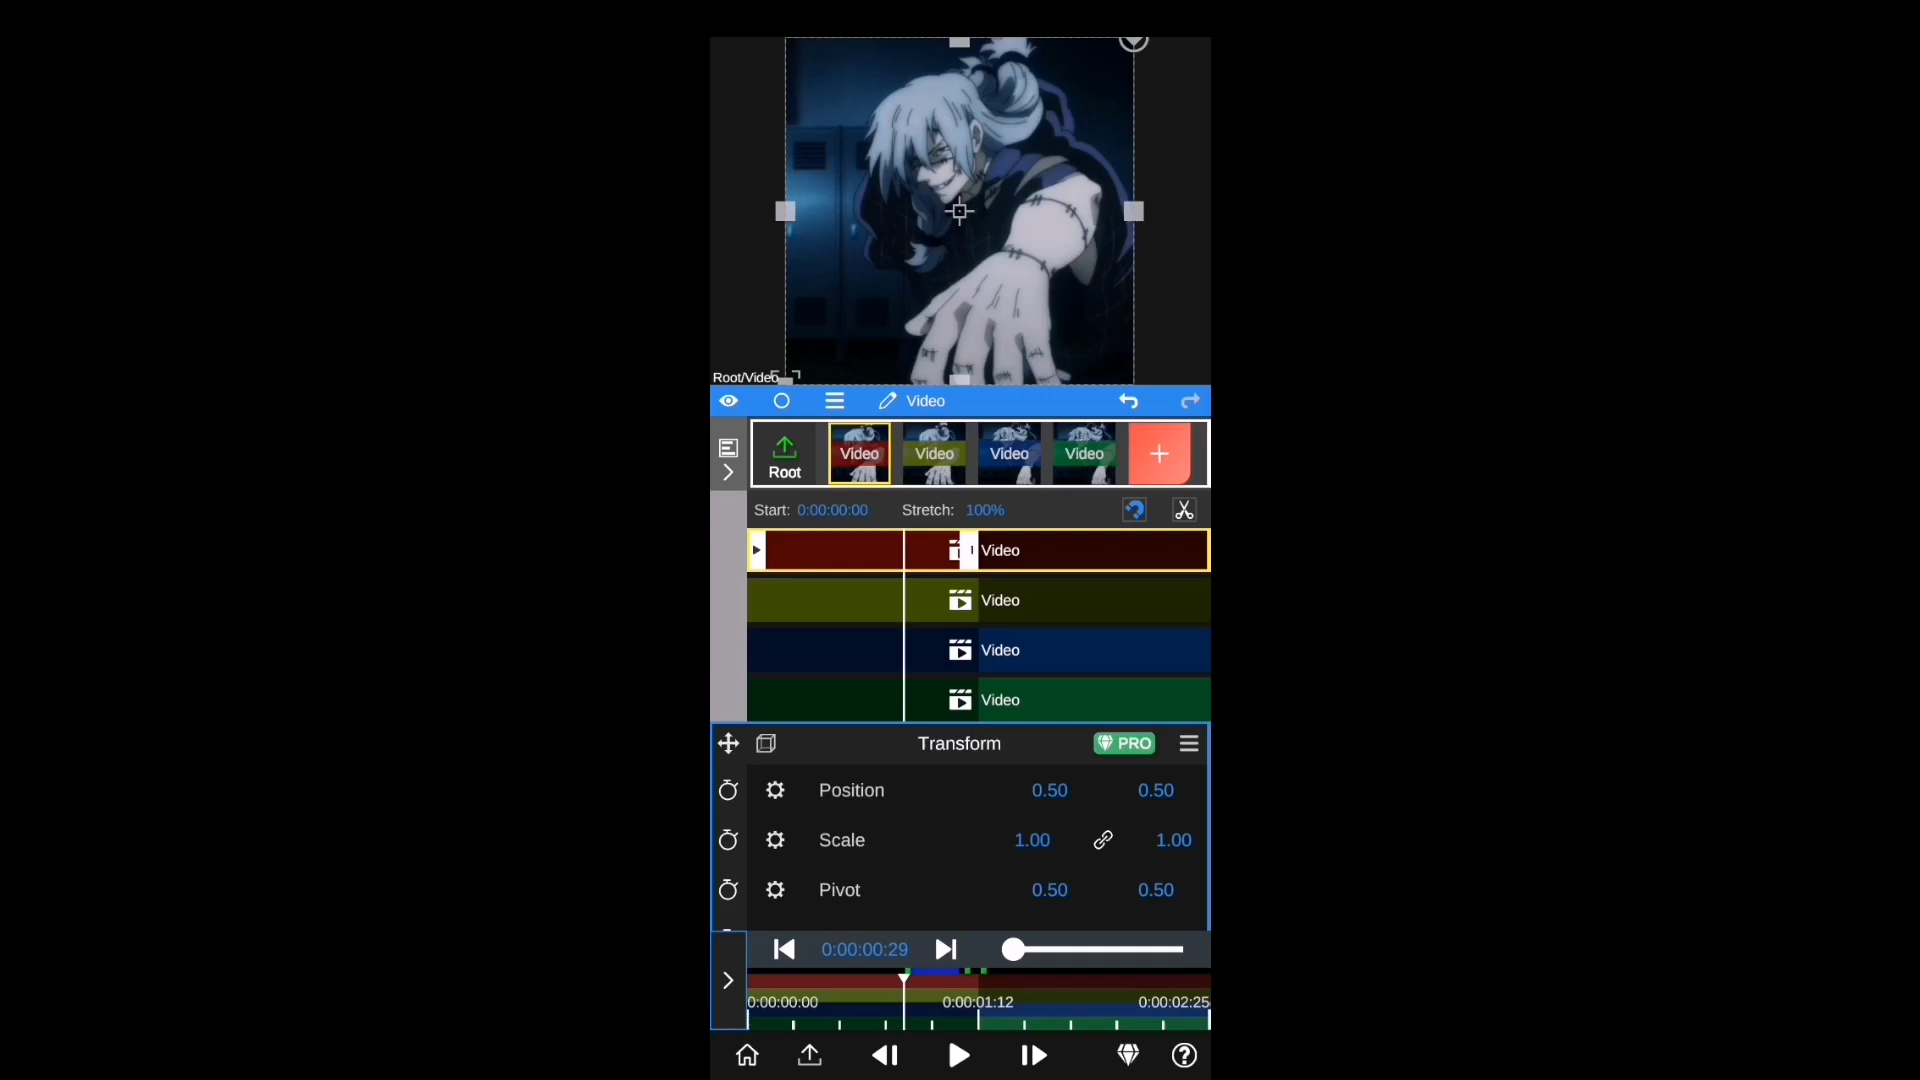 Root/Video
Video
Root Video Video Video Video
Start: 0:00:00:00 Stretch: 100%
Video
Video
Video
Video
Transform PRO
Position 0.50 0.50
Scale 1.00 1.00
Pivot 0.50 0.50
0:00:00:29
0:00:00:00 0:00:01:12 0:00:02:25